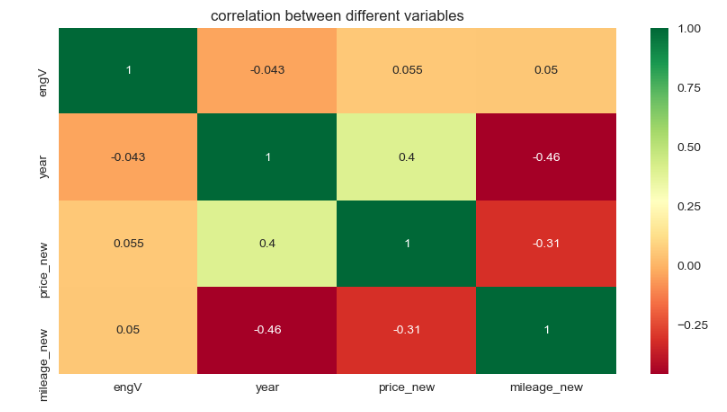 correlation between different variables
engV 1 -0.043 0.055 0.05
year -0.043 1 0.4 -0.46
price_new 0.055 0.4 1 -0.31
mileage_new 0.05 -0.46 -0.31 1
engV year price_new mileage_new
1.00
0.75
0.50
0.25
0.00
−0.25